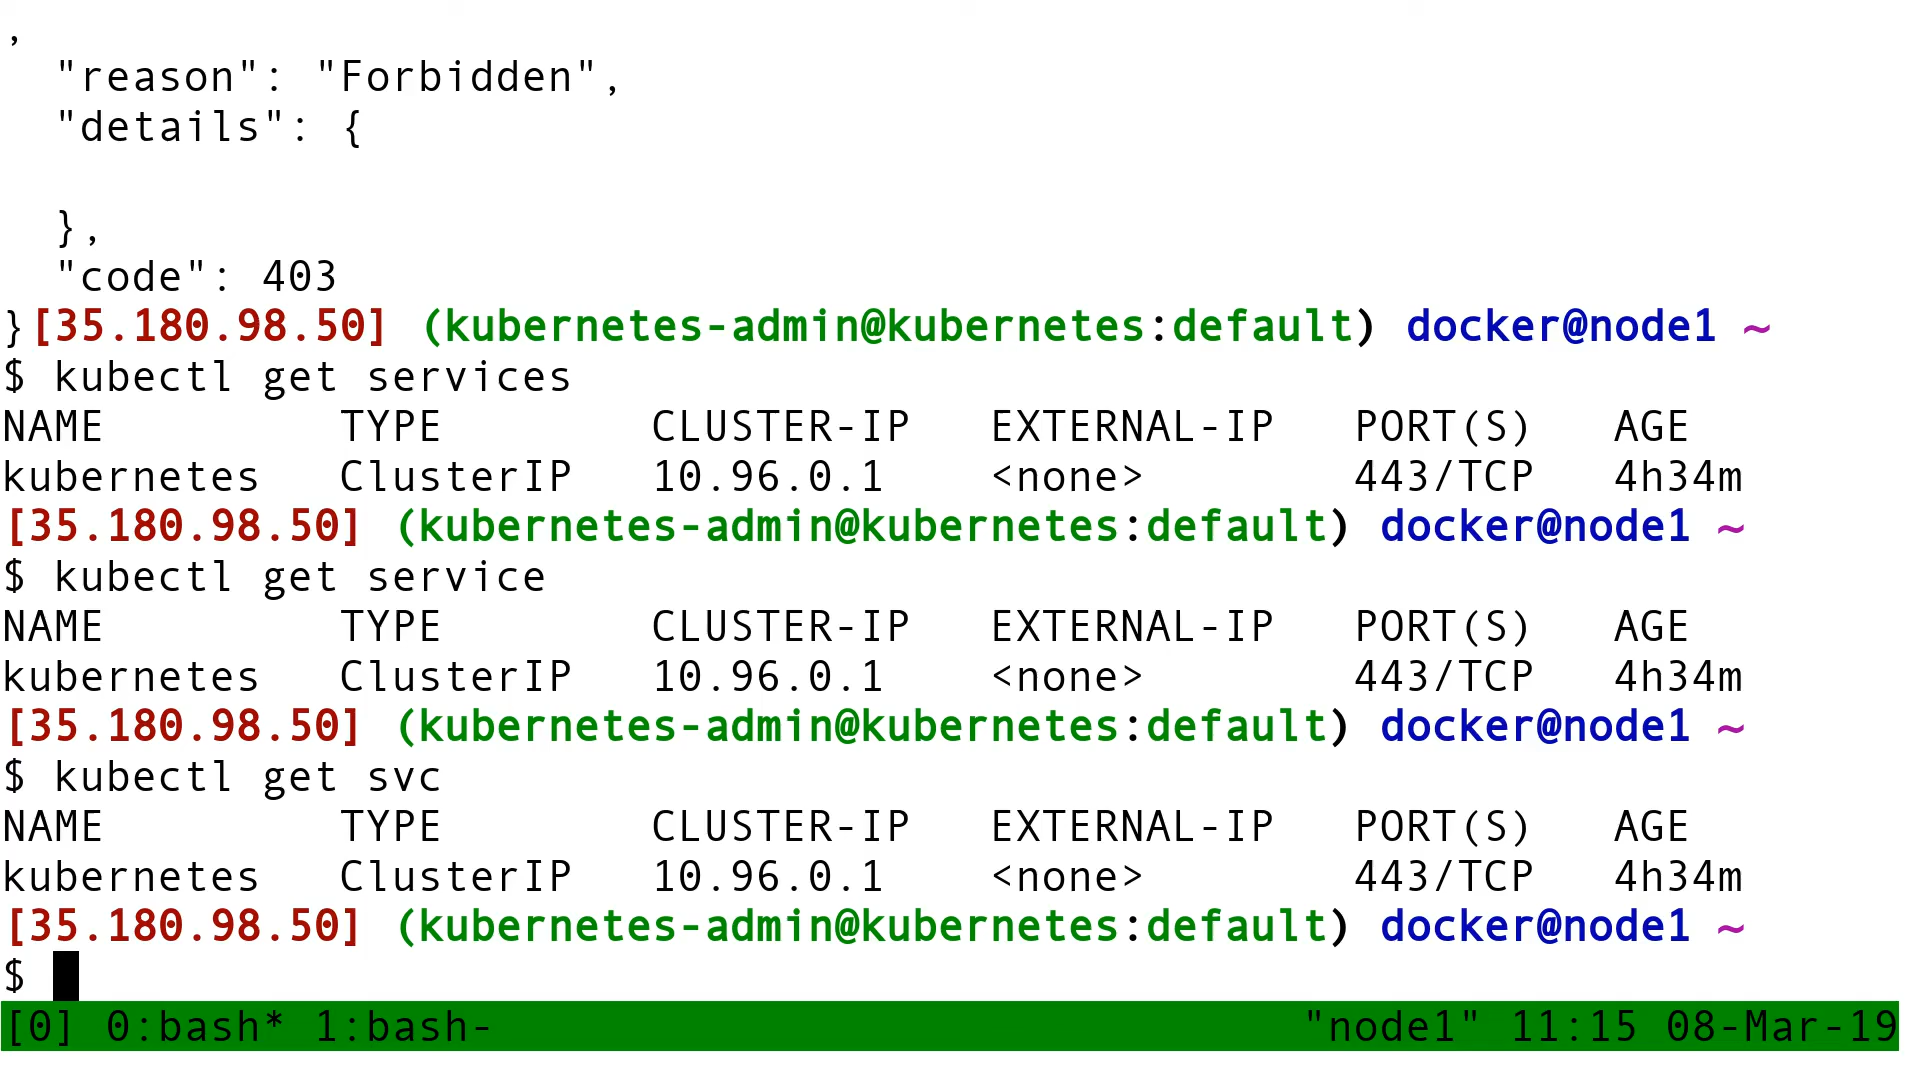 ,
  "reason": "Forbidden",
  "details": {

  },
  "code": 403
}[35.180.98.50] (kubernetes-admin@kubernetes:default) docker@node1 ~
$ kubectl get services
NAME         TYPE        CLUSTER-IP   EXTERNAL-IP   PORT(S)   AGE
kubernetes   ClusterIP   10.96.0.1    <none>        443/TCP   4h34m
[35.180.98.50] (kubernetes-admin@kubernetes:default) docker@node1 ~
$ kubectl get service
NAME         TYPE        CLUSTER-IP   EXTERNAL-IP   PORT(S)   AGE
kubernetes   ClusterIP   10.96.0.1    <none>        443/TCP   4h34m
[35.180.98.50] (kubernetes-admin@kubernetes:default) docker@node1 ~
$ kubectl get svc
NAME         TYPE        CLUSTER-IP   EXTERNAL-IP   PORT(S)   AGE
kubernetes   ClusterIP   10.96.0.1    <none>        443/TCP   4h34m
[35.180.98.50] (kubernetes-admin@kubernetes:default) docker@node1 ~
$
[0] 0:bash* 1:bash- "node1" 11:15 08-Mar-19